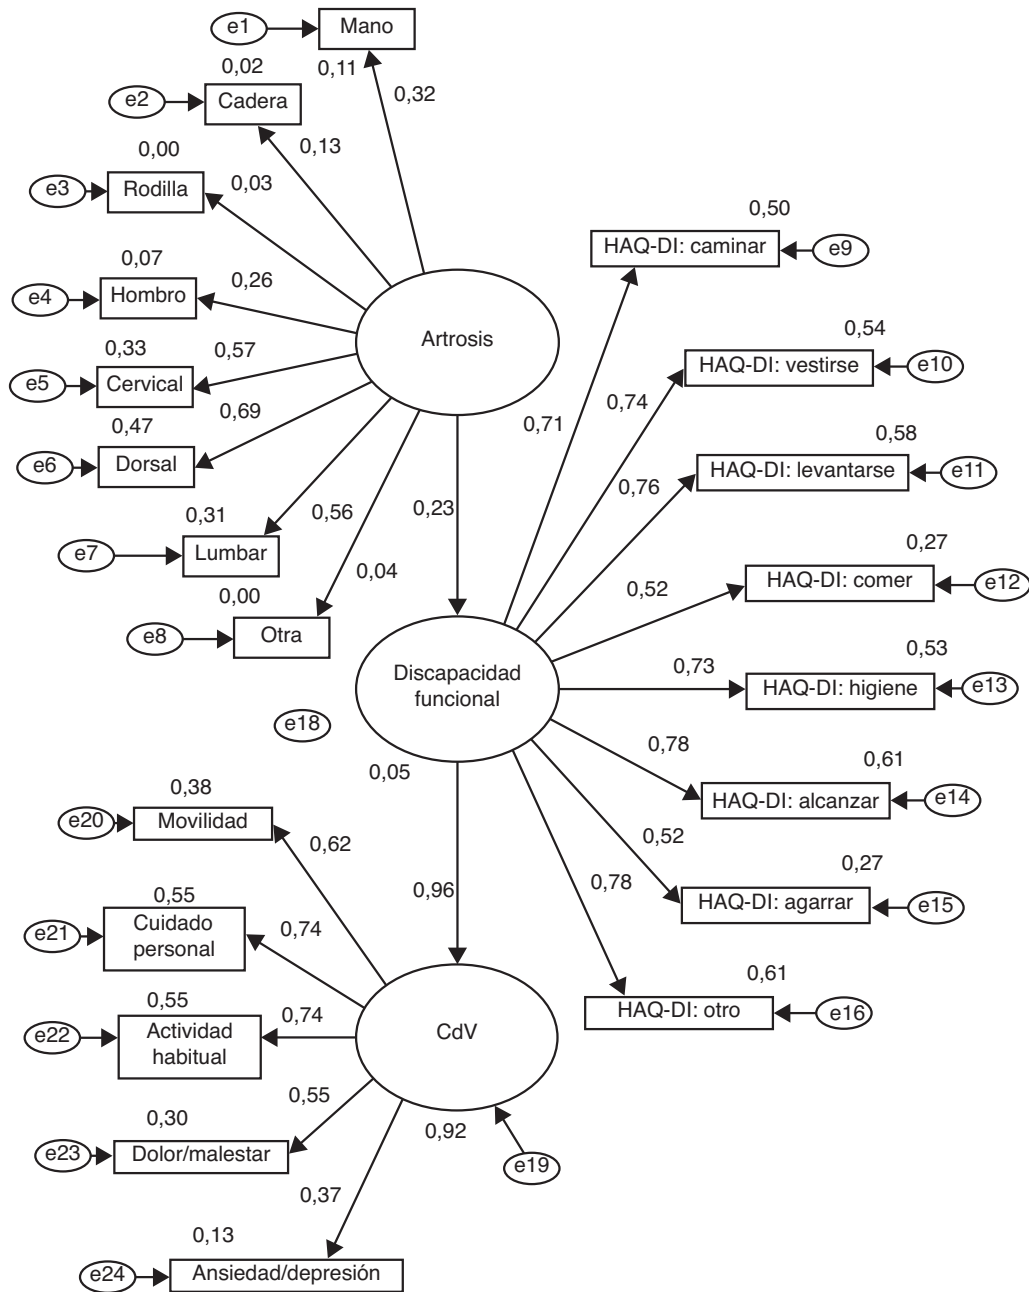 e1
Mano
0,11
0,32
e2
0,02
Cadera
0,13
e3
0,00
Rodilla
0,03
e4
0,07
Hombro
0,26
e5
0,33
Cervical
0,57
e6
0,47
Dorsal
0,69
e7
0,31
Lumbar
0,56
e8
0,00
Otra
0,04
Artrosis
0,23
Discapacidad
funcional
e18
0,05
0,50
HAQ-DI: caminar
e9
0,71
0,54
HAQ-DI: vestirse
e10
0,74
0,58
HAQ-DI: levantarse
e11
0,76
0,27
HAQ-DI: comer
e12
0,52
0,53
HAQ-DI: higiene
e13
0,73
0,61
HAQ-DI: alcanzar
e14
0,78
0,27
HAQ-DI: agarrar
e15
0,52
0,61
HAQ-DI: otro
e16
0,78
0,96
CdV
0,92
e19
e20
0,38
Movilidad
0,62
e21
0,55
Cuidado
personal
0,74
e22
0,55
Actividad
habitual
0,74
e23
0,30
Dolor/malestar
0,55
e24
0,13
Ansiedad/depresión
0,37